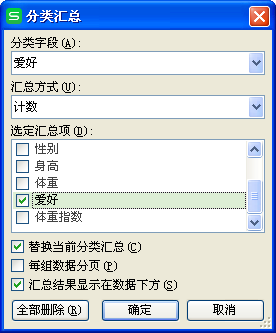 分类汇总
分类字段(A):
爱好
汇总方式(U):
计数
选定汇总项(D):
性别
身高
体重
爱好
体重指数
替换当前分类汇总(C)
每组数据分页(P)
汇总结果显示在数据下方(S)
全部删除(R) 确定 取消